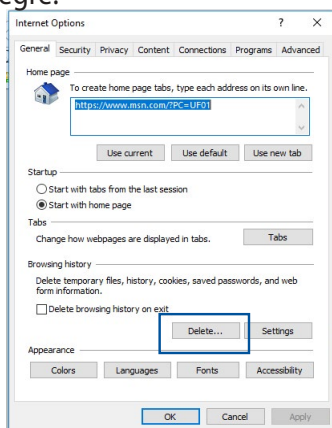 Internet Options ? ×
General Security Privacy Content Connections Programs Advanced
Home page
To create home page tabs, type each address on its own line.
https://www.msn.com/?PC=UF01
Use current Use default Use new tab
Startup
Start with tabs from the last session
Start with home page
Tabs
Change how webpages are displayed in tabs. Tabs
Browsing history
Delete temporary files, history, cookies, saved passwords, and web
form information.
Delete browsing history on exit
Delete... Settings
Appearance
Colors Languages Fonts Accessibility
OK Cancel Apply